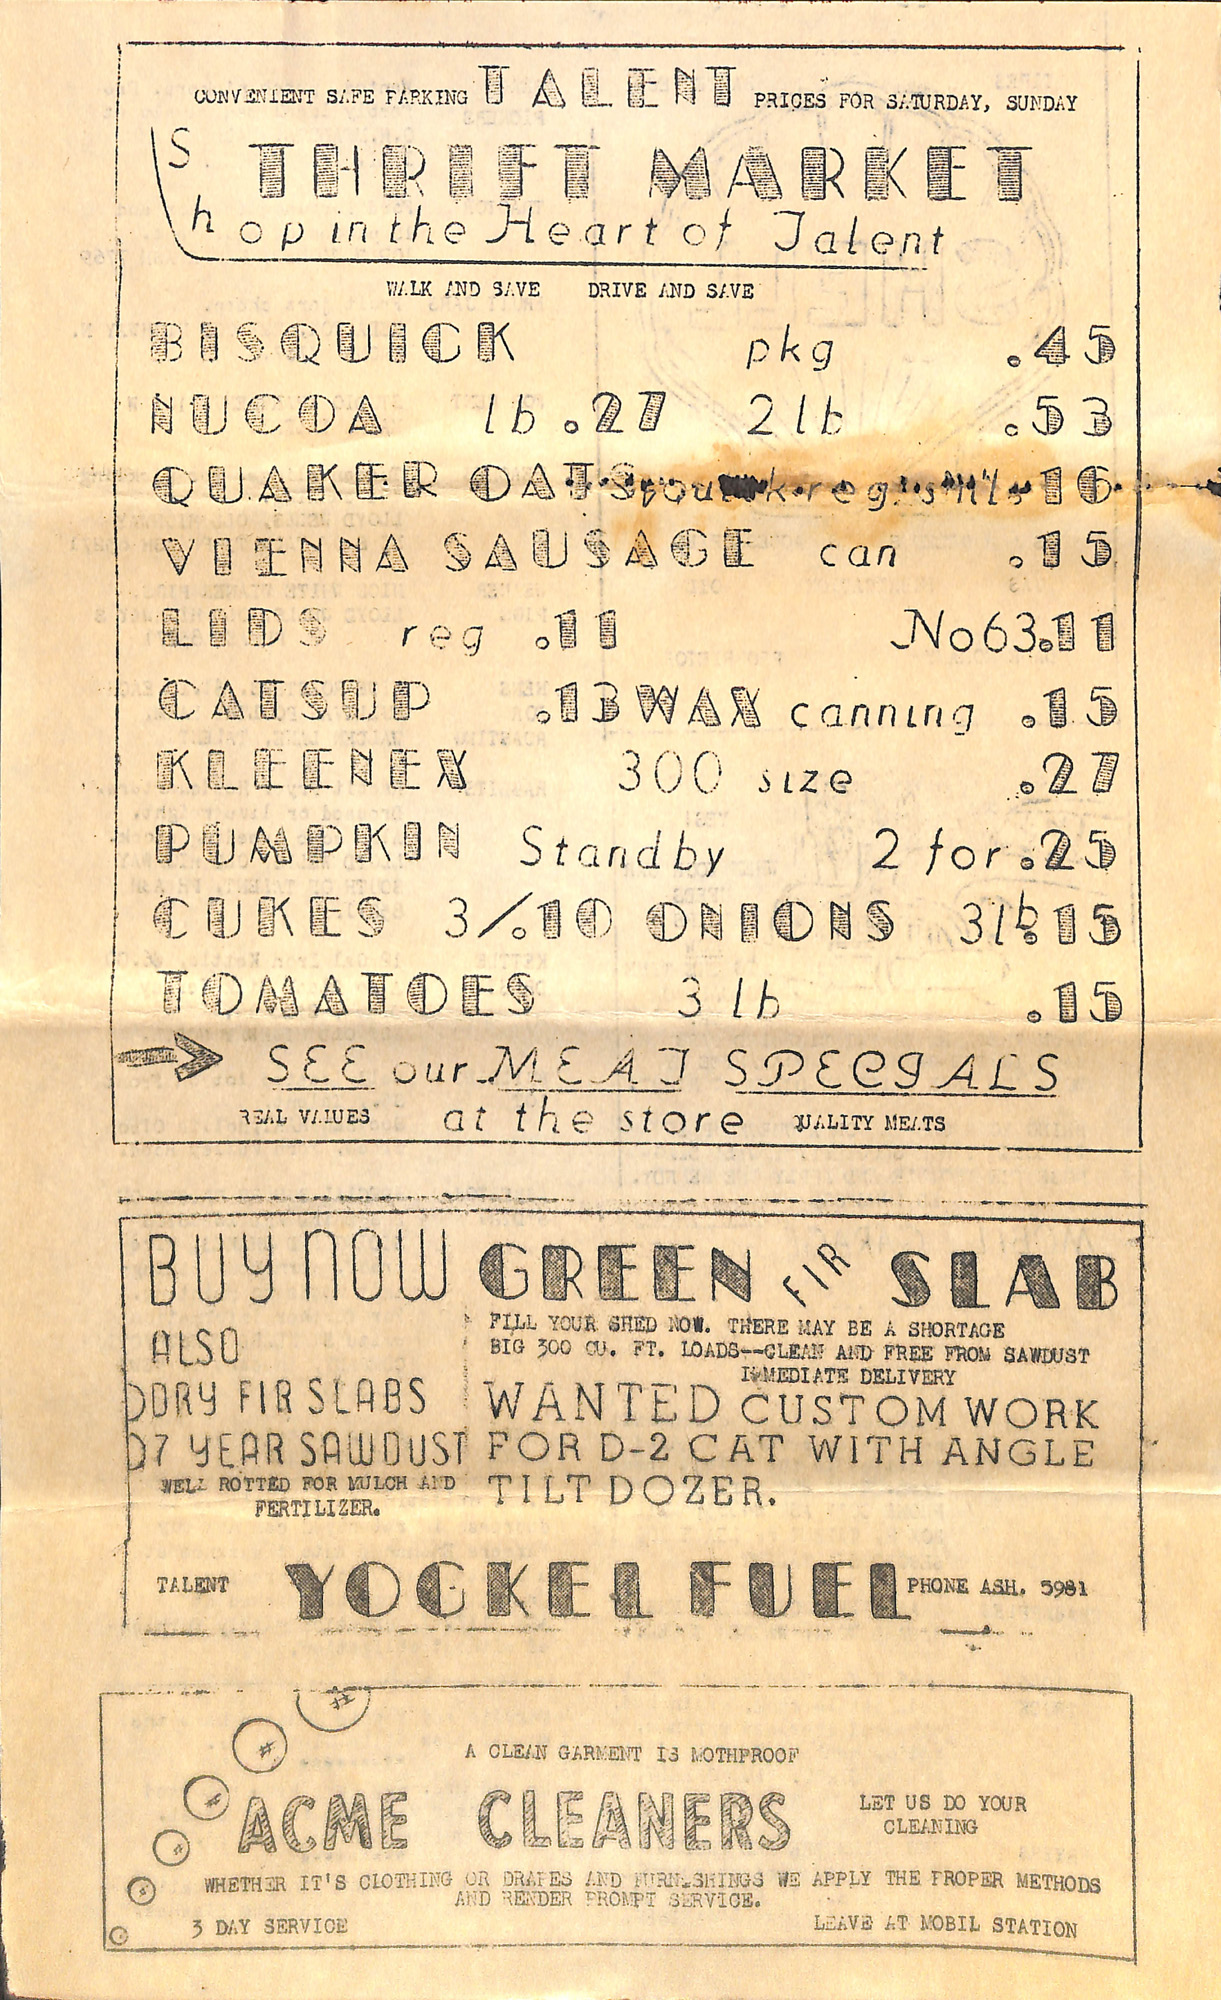 CONVENIENT SAFE PARKING TALENT PRICES FOR SATURDAY, SUNDAY
THRIFT MARKET
Shop in the Heart of Talent
WALK AND SAVE DRIVE AND SAVE
BISQUICK pkg .45
NUCOA lb .27 2 lb .53
QUAKER OATS reg 16
VIENNA SAUSAGE can .15
LIDS reg .11 No 63 .11
CATSUP .13 WAX canning .15
KLEENEX 300 size .27
PUMPKIN Standby 2 for .25
CUKES 3/.10 ONIONS 3 lb .15
TOMATOES 3 lb .15
SEE our MEAT SPECIALS
REAL VALUES at the store QUALITY MEATS
BUY NOW GREEN FIR SLAB
FILL YOUR SHED NOW. THERE MAY BE A SHORTAGE
BIG 300 CU. FT. LOADS--CLEAN AND FREE FROM SAWDUST
IMMEDIATE DELIVERY
ALSO
DRY FIR SLABS
7 YEAR SAWDUST
WELL ROTTED FOR MULCH AND
FERTILIZER.
WANTED CUSTOM WORK
FOR D-2 CAT WITH ANGLE
TILT DOZER.
TALENT YOCKEL FUEL PHONE ASH. 5981
A CLEAN GARMENT IS MOTHPROOF
ACME CLEANERS
LET US DO YOUR
CLEANING
WHETHER IT'S CLOTHING OR DRAPES AND FURNISHINGS WE APPLY THE PROPER METHODS
AND RENDER PROMPT SERVICE.
3 DAY SERVICE LEAVE AT MOBIL STATION